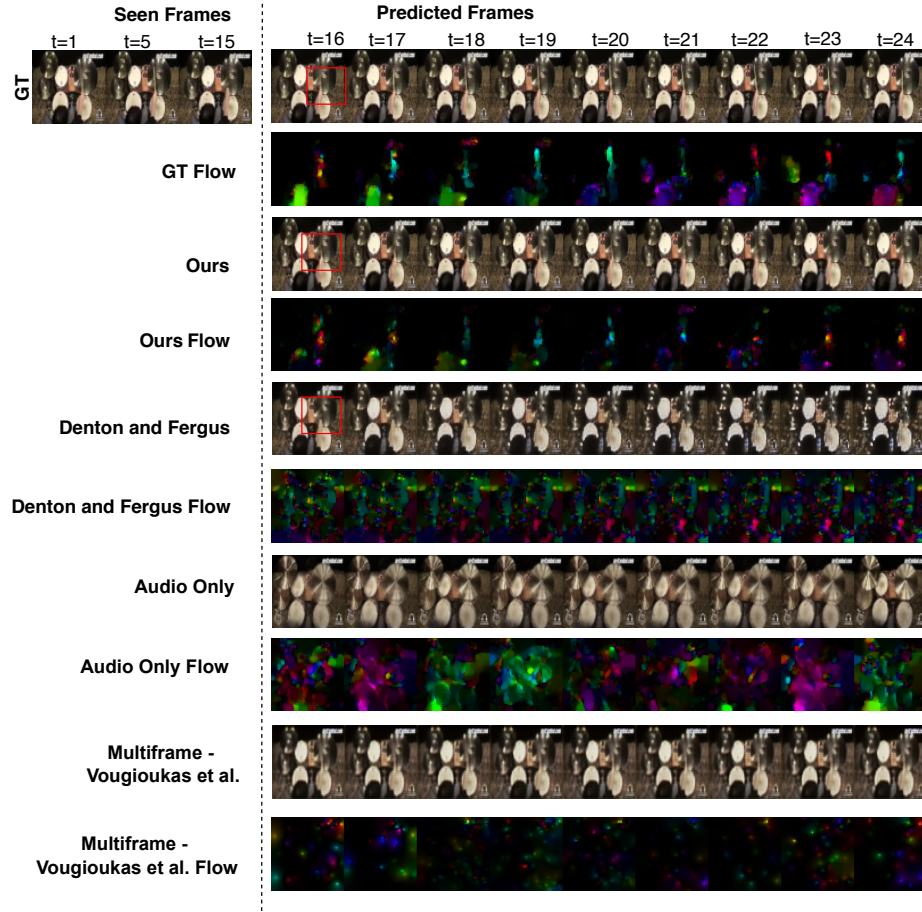 Seen Frames
Predicted Frames
t=1 t=5 t=15
t=16 t=17 t=18 t=19 t=20 t=21 t=22 t=23 t=24
GT
GT Flow
Ours
Ours Flow
Denton and Fergus
Denton and Fergus Flow
Audio Only
Audio Only Flow
Multiframe -
Vougioukas et al.
Multiframe -
Vougioukas et al. Flow